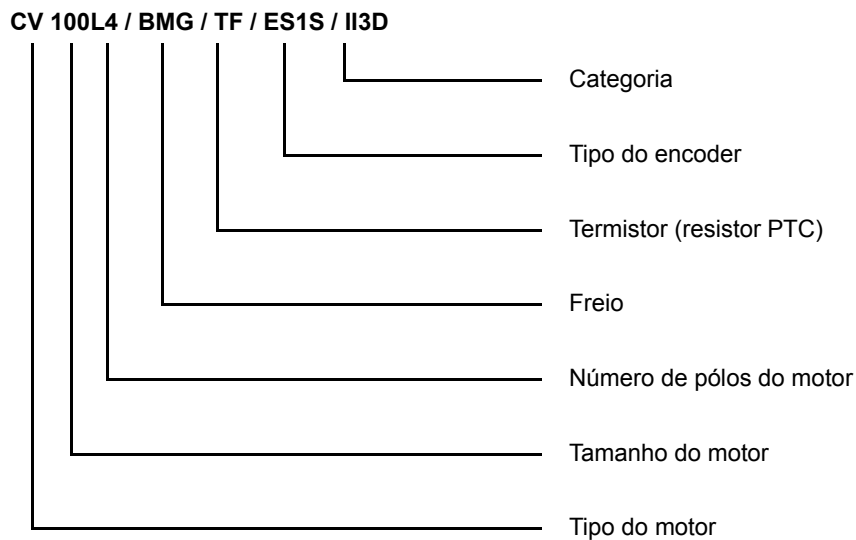 CV 100L4 / BMG / TF / ES1S / II3D
Categoria
Tipo do encoder
Termistor (resistor PTC)
Freio
Número de pólos do motor
Tamanho do motor
Tipo do motor